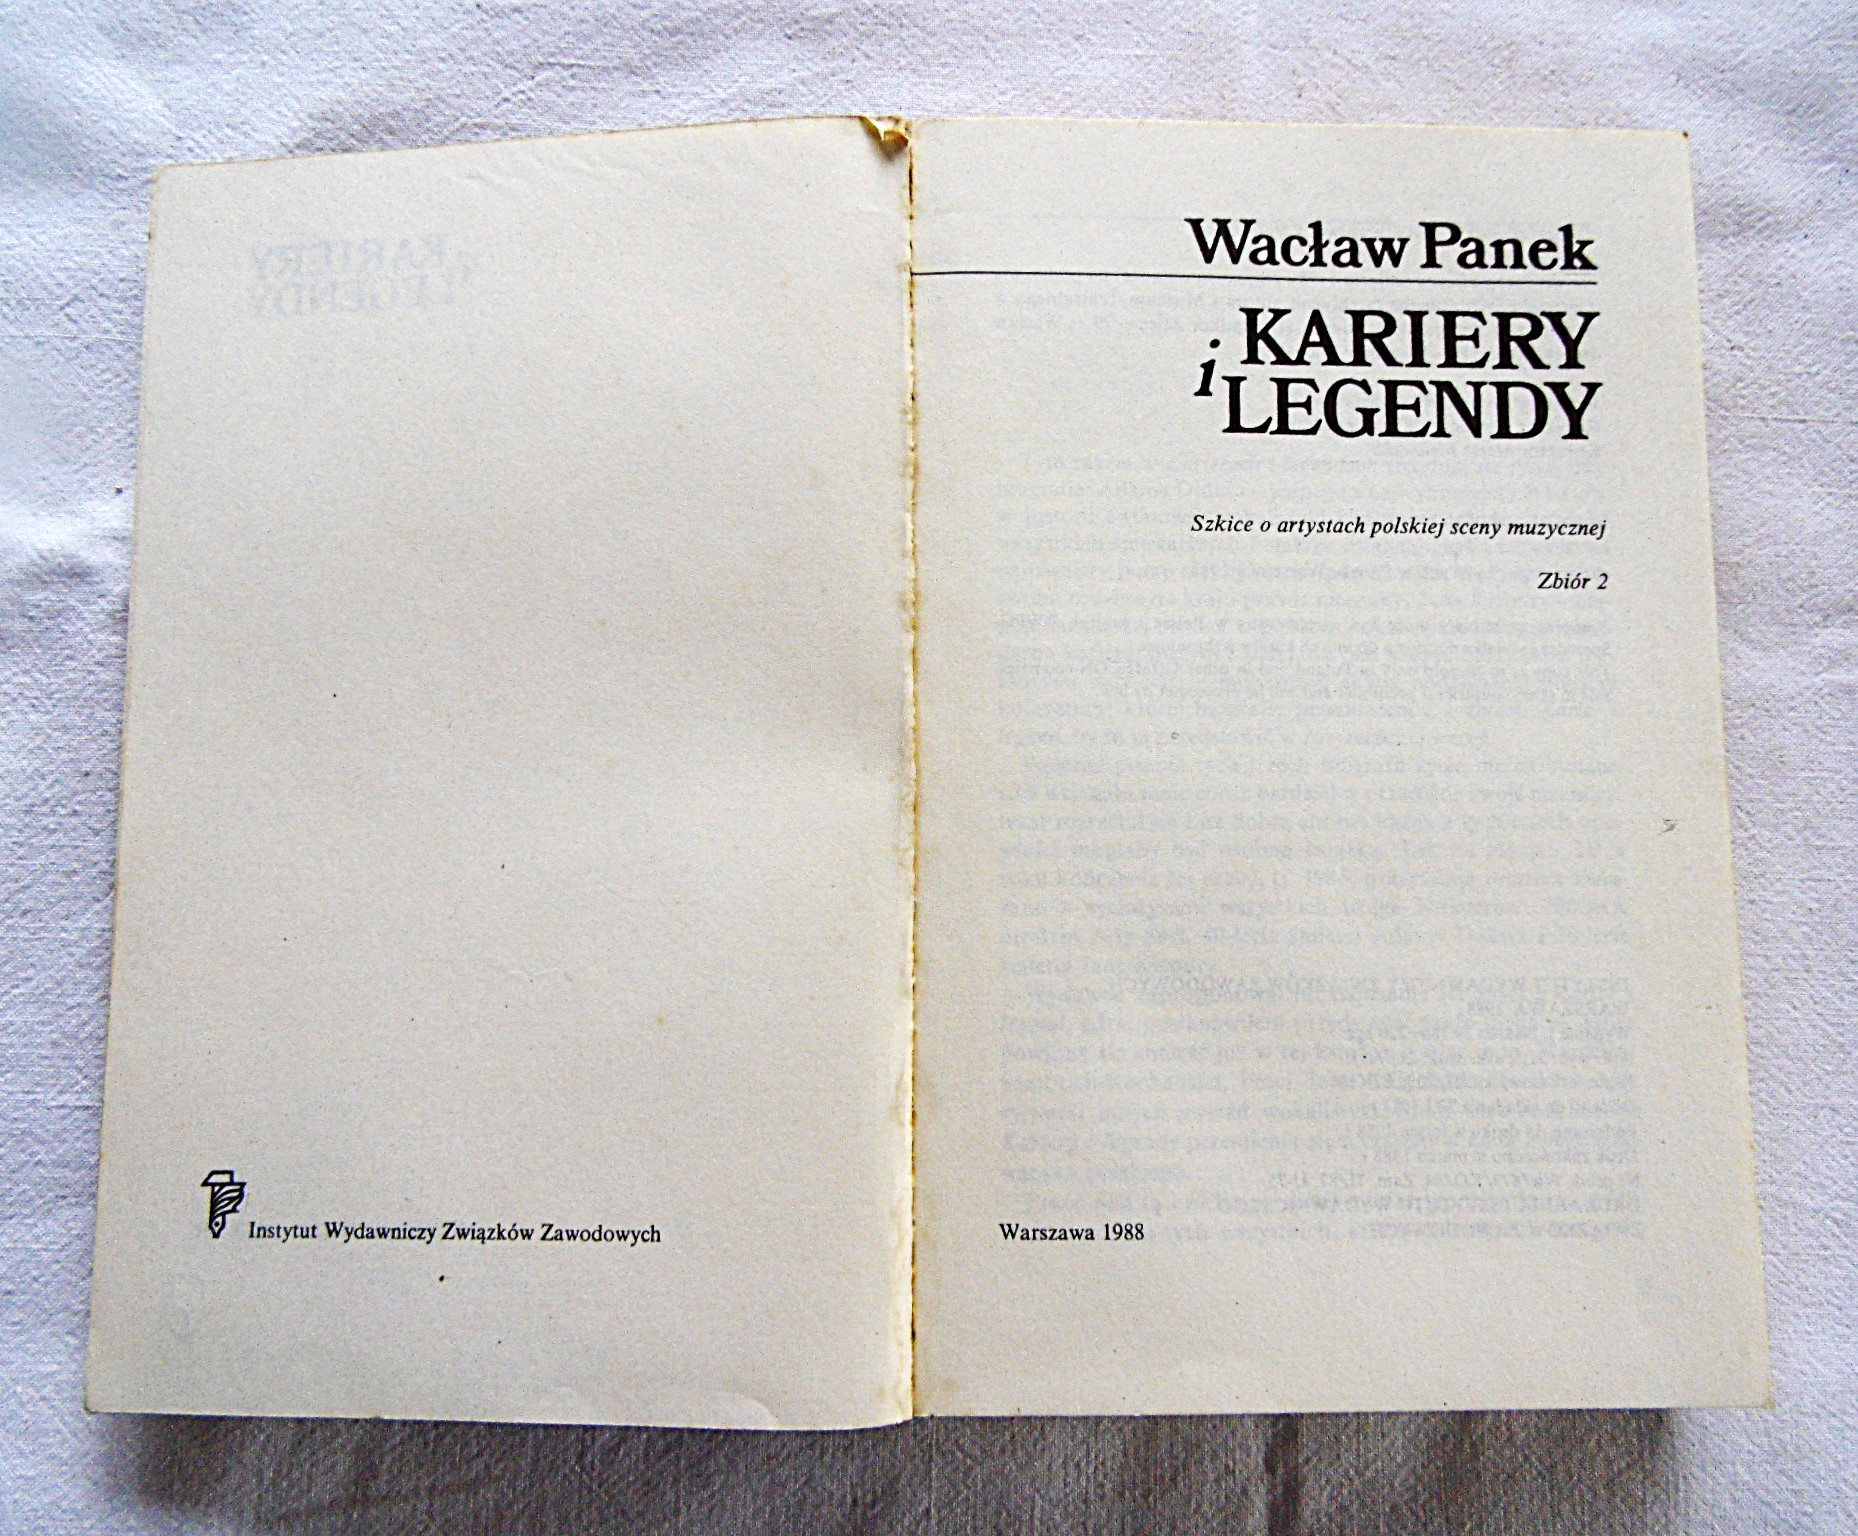 Instytut Wydawniczy Związków Zawodowych
Wacław Panek
KARIERY
i LEGENDY
Szkice o artystach polskiej sceny muzycznej
Zbiór 2
Warszawa 1988